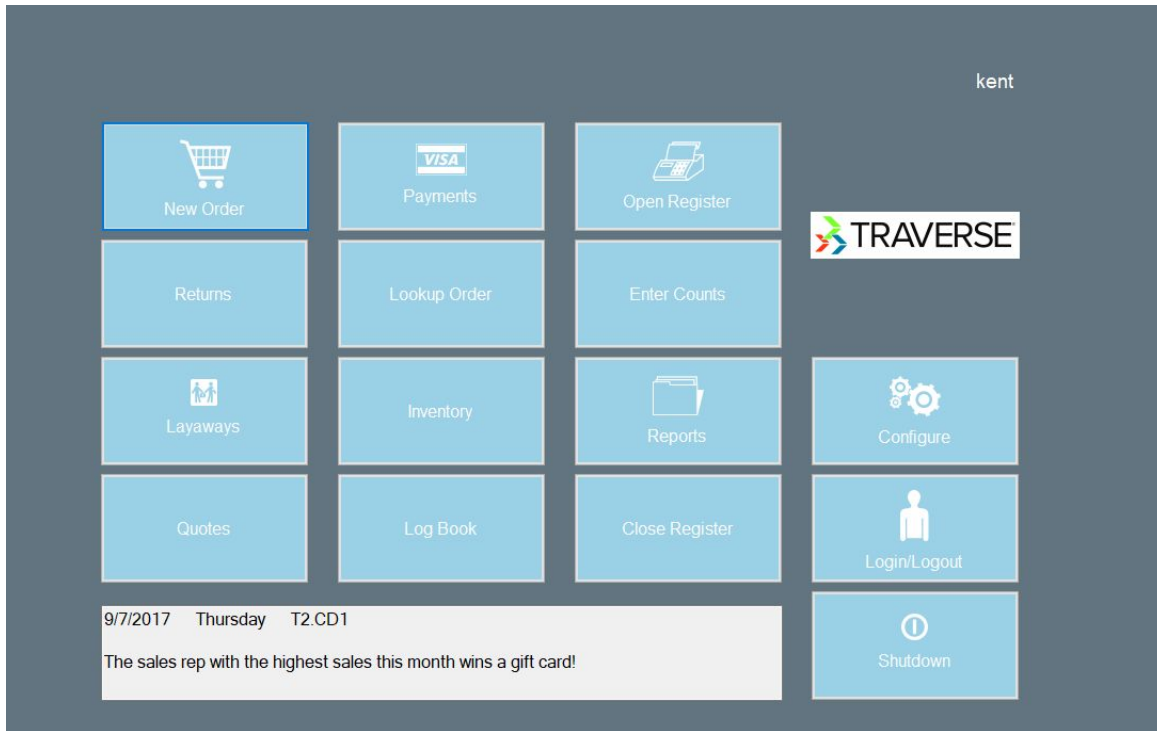 kent
New Order
VISA
Payments
Open Register
TRAVERSE
Returns
Lookup Order
Enter Counts
Layaways
Inventory
Reports
Configure
Quotes
Log Book
Close Register
Login/Logout
9/7/2017 Thursday T2.CD1
The sales rep with the highest sales this month wins a gift card!
Shutdown